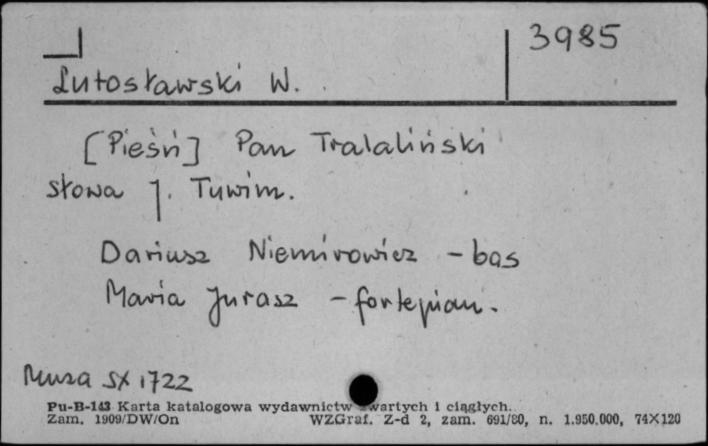 3985
Lutosławski W.
[Pieśń] Pan Tralaliński
słowa J. Tuwim.
Dariusz Niemirowicz - bas
Maria Jurasz - fortepian.
Muza SX 1722
Pu-B-143 Karta katalogowa wydawnictw zwartych i ciągłych.
Zam. 1909/DW/On WZGraf. Z-d 2, zam. 691/80, n. 1.950.000, 74X120